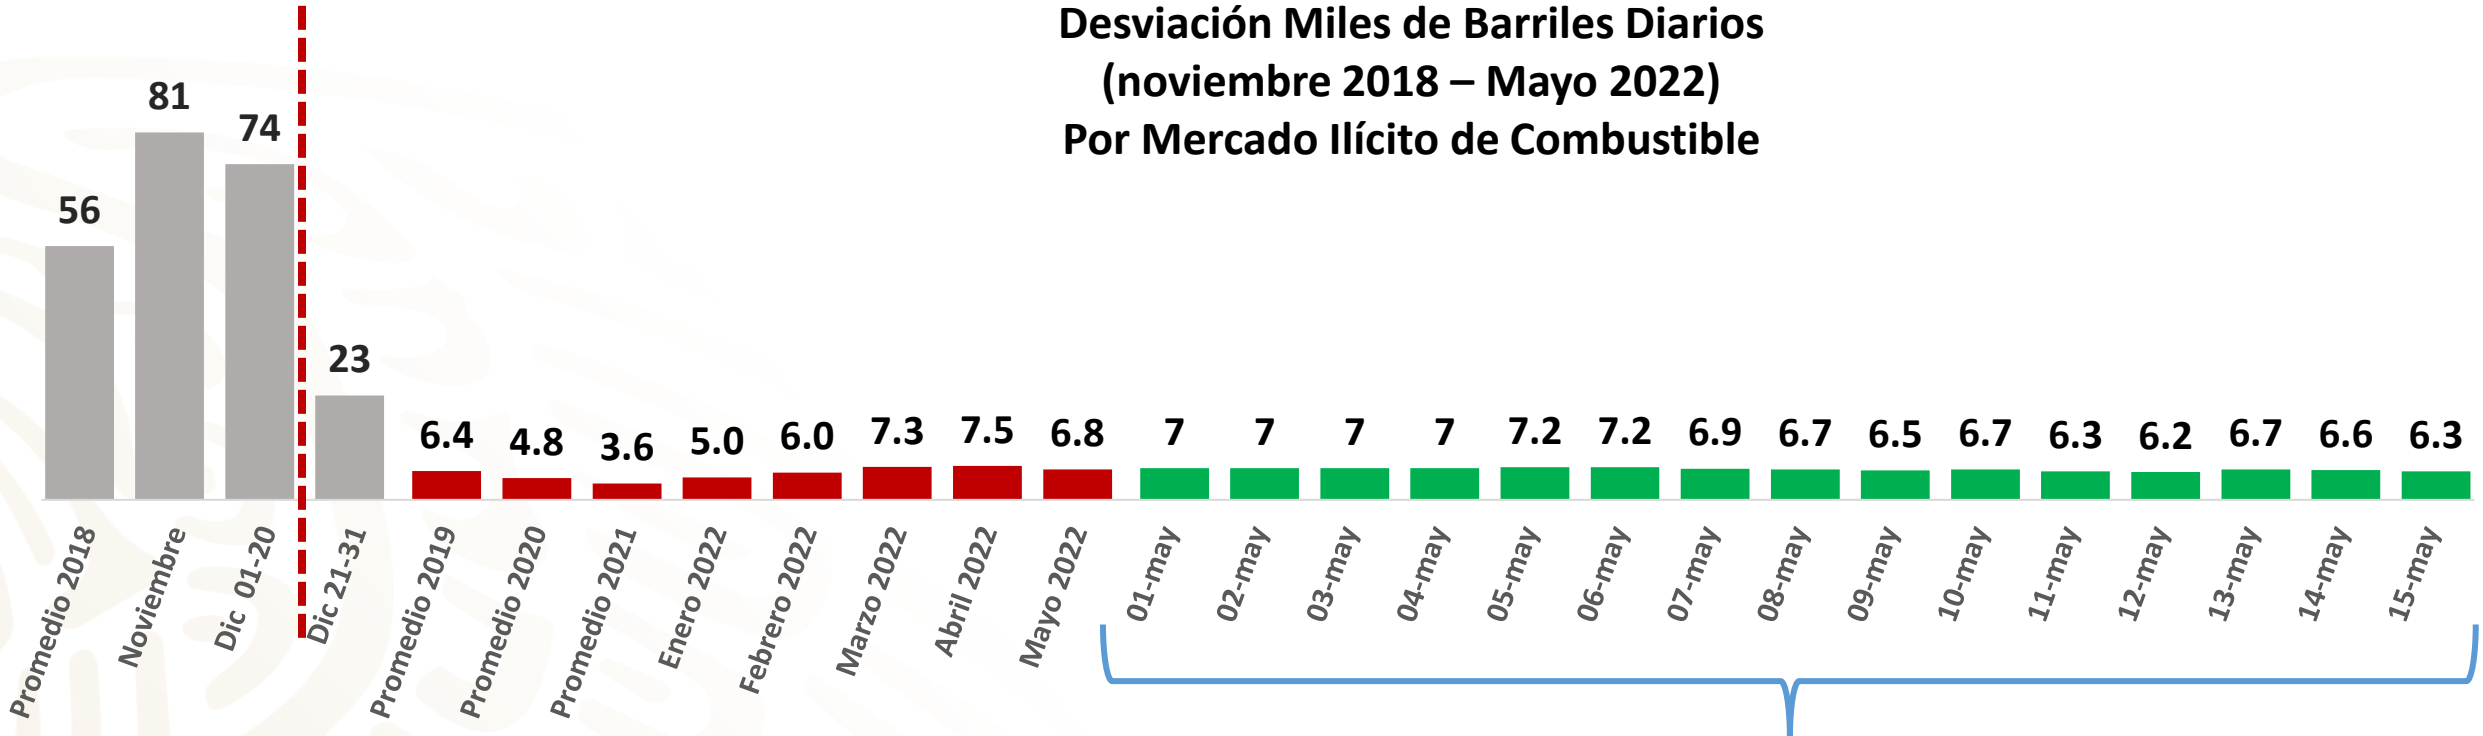 Desviación Miles de Barriles Diarios
(noviembre 2018 – Mayo 2022)
Por Mercado Ilícito de Combustible
56
81
74
23
6.4
4.8
3.6
5.0
6.0
7.3
7.5
6.8
7
7
7
7
7.2
7.2
6.9
6.7
6.5
6.7
6.3
6.2
6.7
6.6
6.3
Promedio 2018
Noviembre
Dic 01-20
Dic 21-31
Promedio 2019
Promedio 2020
Promedio 2021
Enero 2022
Febrero 2022
Marzo 2022
Abril 2022
Mayo 2022
01-may
02-may
03-may
04-may
05-may
06-may
07-may
08-may
09-may
10-may
11-may
12-may
13-may
14-may
15-may